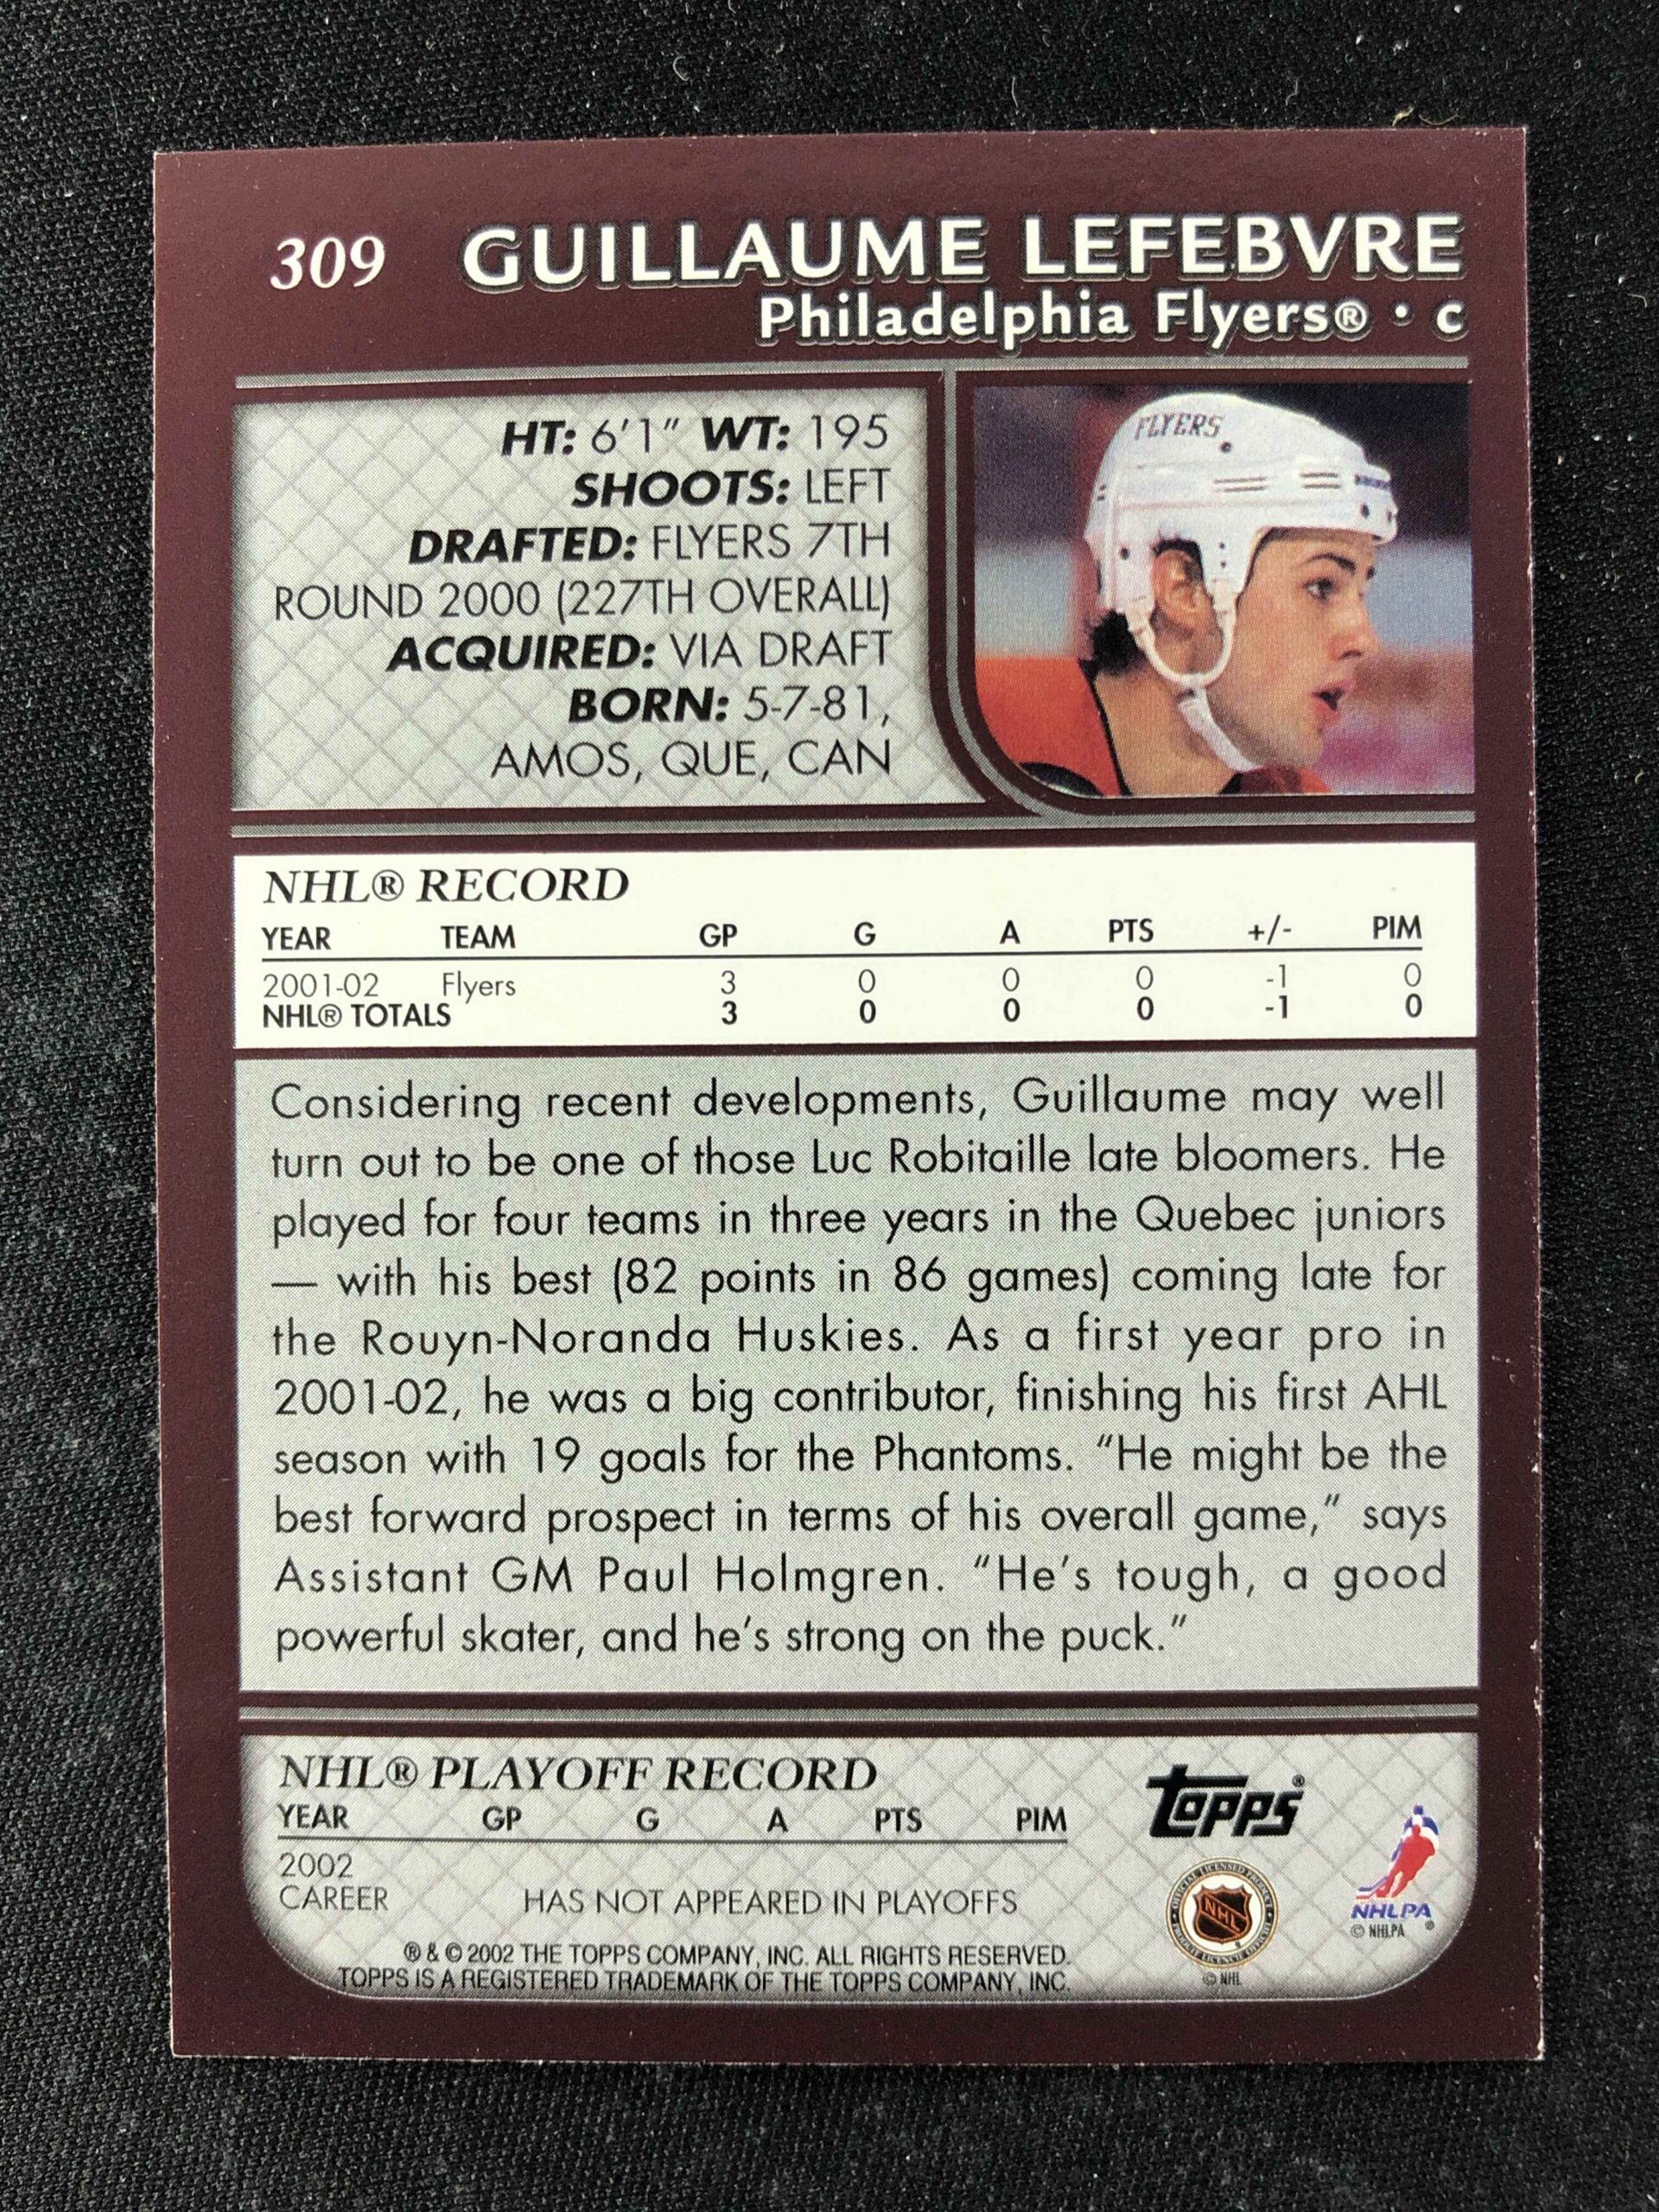 309 GUILLAUME LEFEBVRE
Philadelphia Flyers® • C
HT: 6'1" WT: 195
SHOOTS: LEFT
DRAFTED: FLYERS 7TH
ROUND 2000 (227TH OVERALL)
ACQUIRED: VIA DRAFT
BORN: 5-7-81,
AMOS, QUE, CAN
FLYERS
NHL® RECORD
YEAR TEAM GP G A PTS +/- PIM
2001-02 Flyers 3 0 0 0 -1 0
NHL® TOTALS 3 0 0 0 -1 0
Considering recent developments, Guillaume may well
turn out to be one of those Luc Robitaille late bloomers. He
played for four teams in three years in the Quebec juniors
— with his best (82 points in 86 games) coming late for
the Rouyn-Noranda Huskies. As a first year pro in
2001-02, he was a big contributor, finishing his first AHL
season with 19 goals for the Phantoms. “He might be the
best forward prospect in terms of his overall game,” says
Assistant GM Paul Holmgren. “He’s tough, a good
powerful skater, and he’s strong on the puck.”
NHL® PLAYOFF RECORD
YEAR GP G A PTS PIM
2002
CAREER HAS NOT APPEARED IN PLAYOFFS
® & © 2002 THE TOPPS COMPANY, INC. ALL RIGHTS RESERVED.
TOPPS IS A REGISTERED TRADEMARK OF THE TOPPS COMPANY, INC.
Topps®
NHL
© NHL
NHLPA ®
© NHLPA